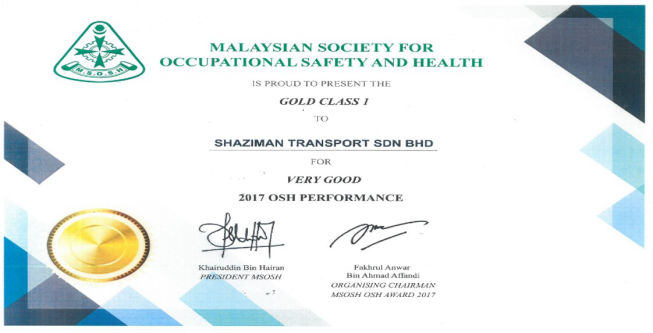 M.S.O.S.H
MALAYSIAN SOCIETY FOR
OCCUPATIONAL SAFETY AND HEALTH
IS PROUD TO PRESENT THE
GOLD CLASS 1
TO
SHAZIMAN TRANSPORT SDN BHD
FOR
VERY GOOD
2017 OSH PERFORMANCE
Khairuddin Bin Hairan
PRESIDENT MSOSH
Fakhrul Anwar
Bin Ahmad Affandi
ORGANISING CHAIRMAN
MSOSH OSH AWARD 2017